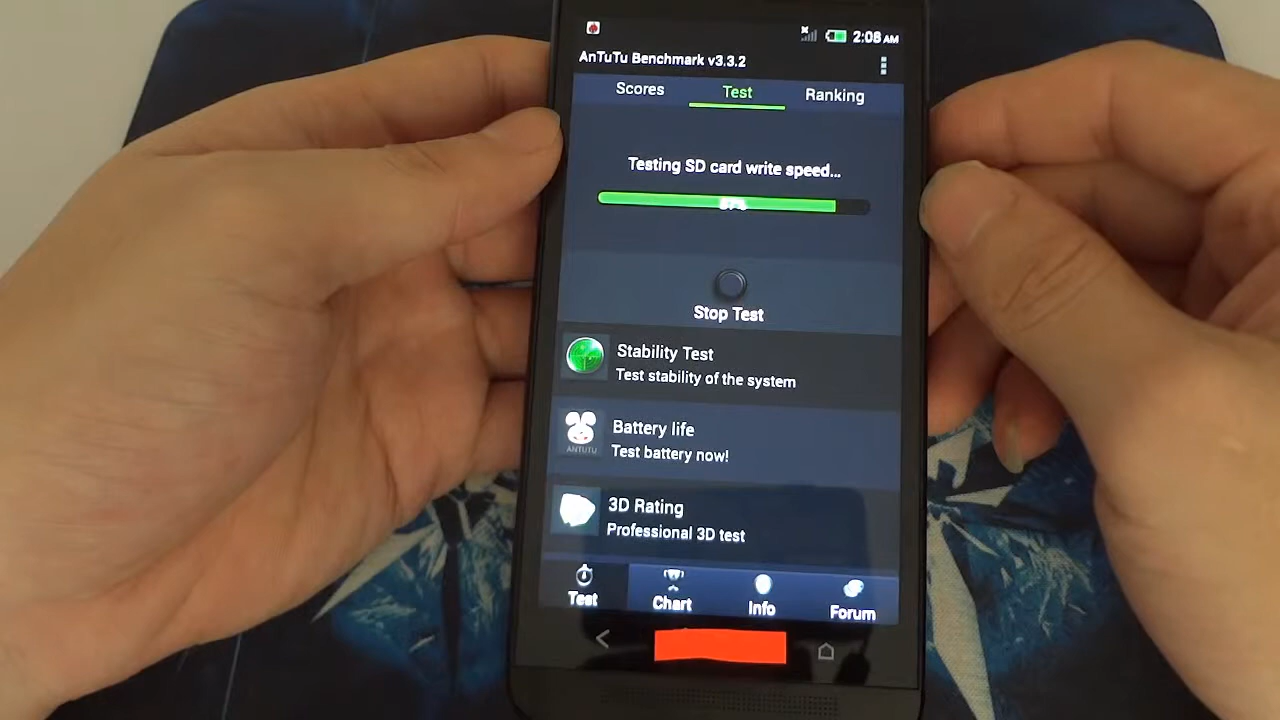 2:08 AM
AnTuTu Benchmark v3.3.2
Scores Test Ranking
Testing SD card write speed...
Stop Test
Stability Test
Test stability of the system
Battery life
Test battery now!
ANTUTU
3D Rating
Professional 3D test
Test Chart Info Forum